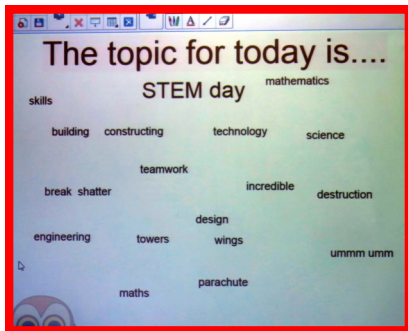 The topic for today is....
STEM day
mathematics
skills
building constructing technology science
teamwork
break shatter incredible destruction
design
engineering towers wings
ummm umm
parachute
maths